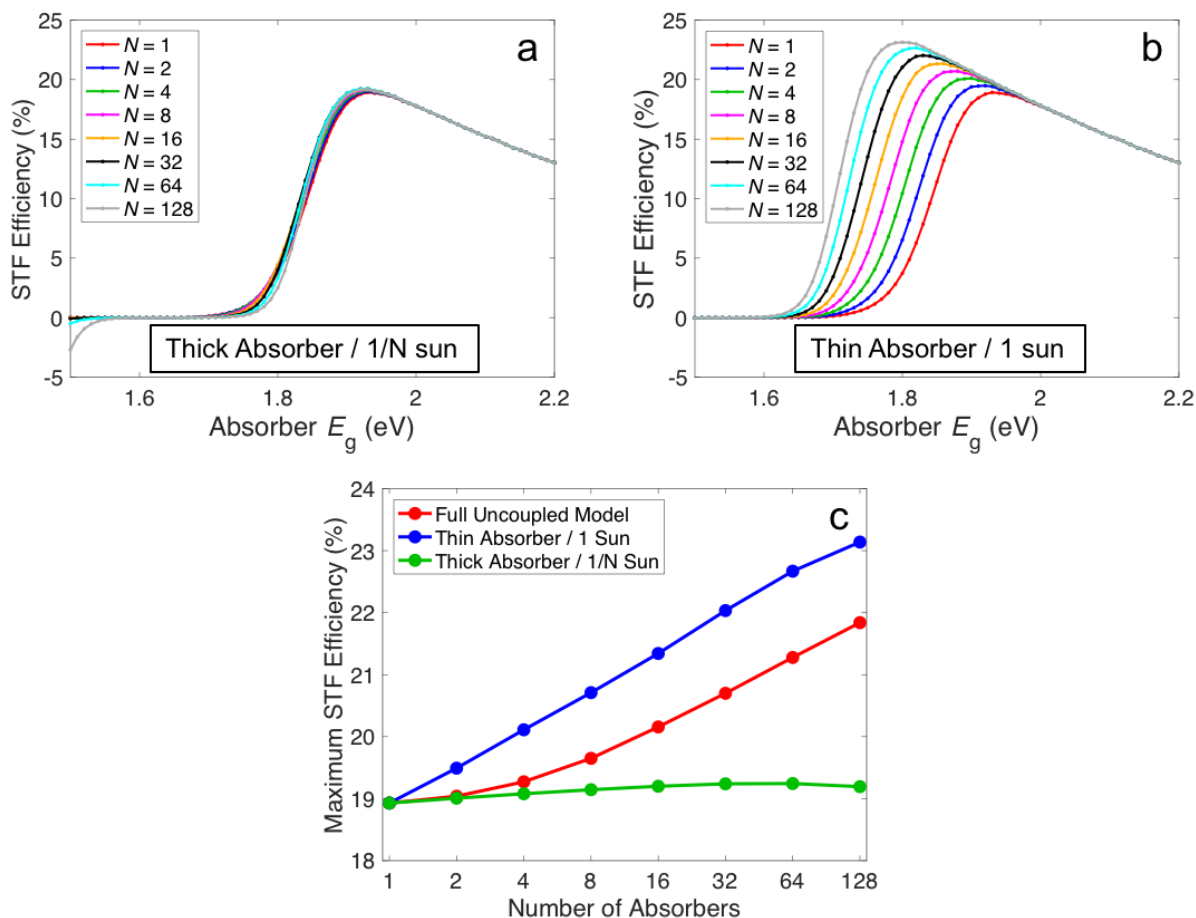 a
STF Efficiency (%)
25
20
15
10
5
0
-5
N = 1
N = 2
N = 4
N = 8
N = 16
N = 32
N = 64
N = 128
Thick Absorber / 1/N sun
1.6
1.8
2
2.2
Absorber Eg (eV)
b
STF Efficiency (%)
25
20
15
10
5
0
-5
N = 1
N = 2
N = 4
N = 8
N = 16
N = 32
N = 64
N = 128
Thin Absorber / 1 sun
1.6
1.8
2
2.2
Absorber Eg (eV)
c
Maximum STF Efficiency (%)
24
23
22
21
20
19
18
Full Uncoupled Model
Thin Absorber / 1 Sun
Thick Absorber / 1/N Sun
1
2
4
8
16
32
64
128
Number of Absorbers